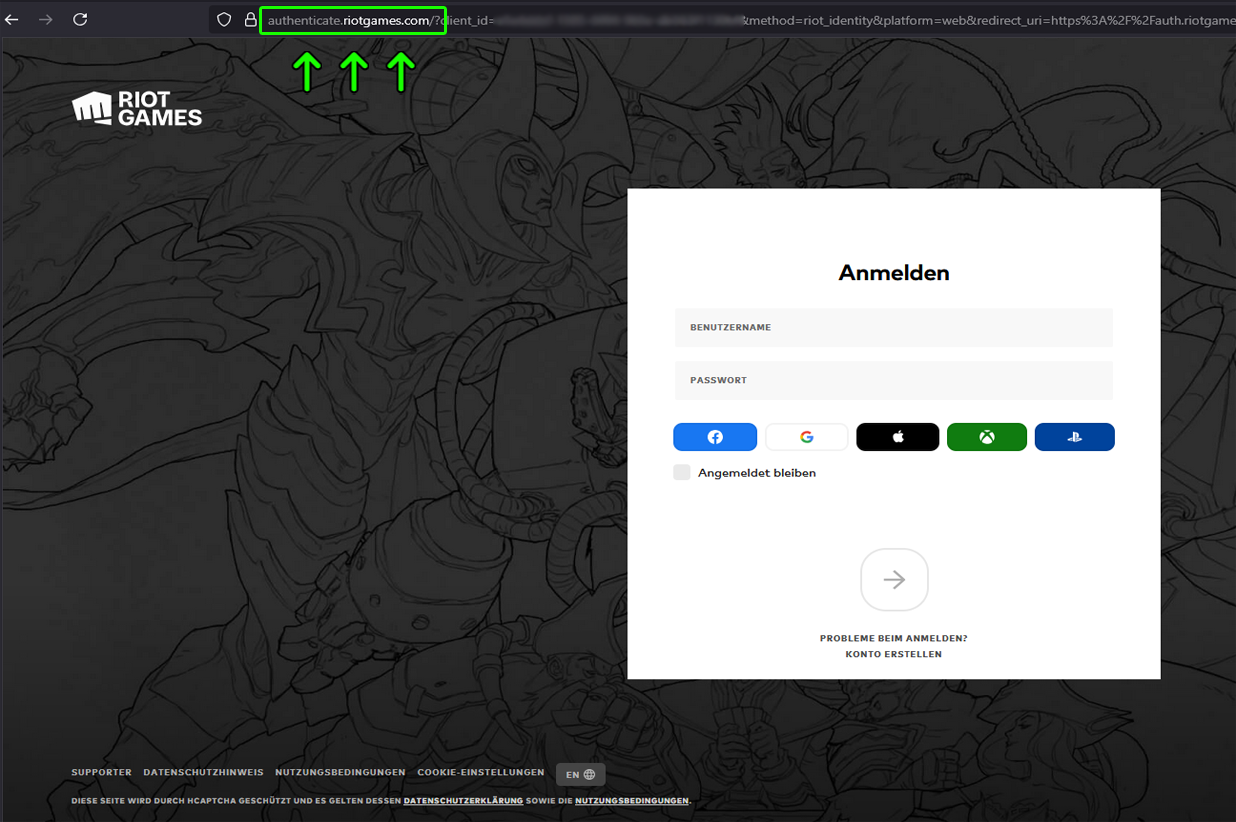 authenticate.riotgames.com/?client_id= &method=riot_identity&platform=web&redirect_uri=https%3A%2F%2Fauth.riotgame
RIOT
GAMES
Anmelden
BENUTZERNAME
PASSWORT
Angemeldet bleiben
PROBLEME BEIM ANMELDEN?
KONTO ERSTELLEN
SUPPORTER DATENSCHUTZHINWEIS NUTZUNGSBEDINGUNGEN COOKIE-EINSTELLUNGEN EN
DIESE SEITE WIRD DURCH HCAPTCHA GESCHÜTZT UND ES GELTEN DESSEN DATENSCHUTZERKLÄRUNG SOWIE DIE NUTZUNGSBEDINGUNGEN.